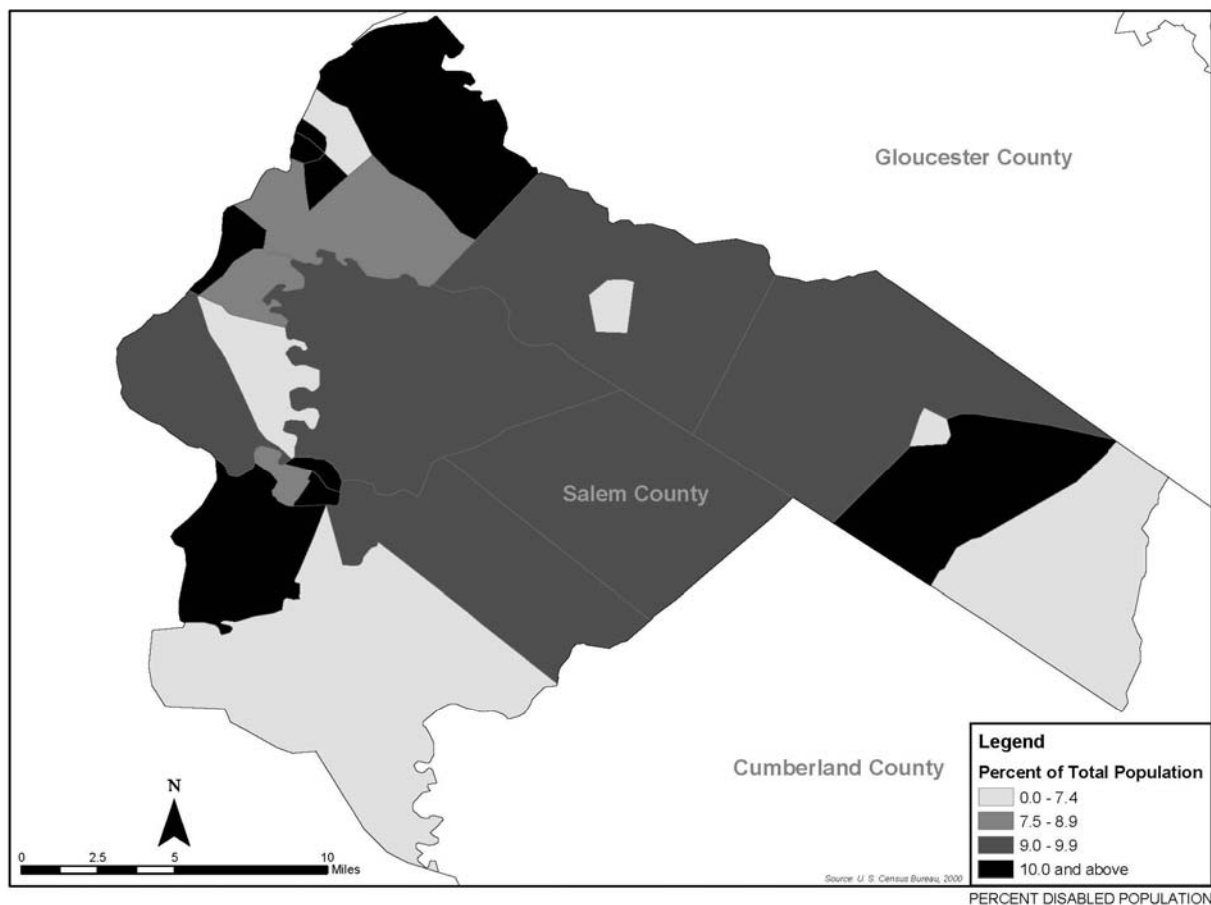 Gloucester County
Salem County
Cumberland County
N
0 2.5 5 10
Miles
Legend
Percent of Total Population
0.0 - 7.4
7.5 - 8.9
9.0 - 9.9
10.0 and above
Source: U. S. Census Bureau, 2000
PERCENT DISABLED POPULATION